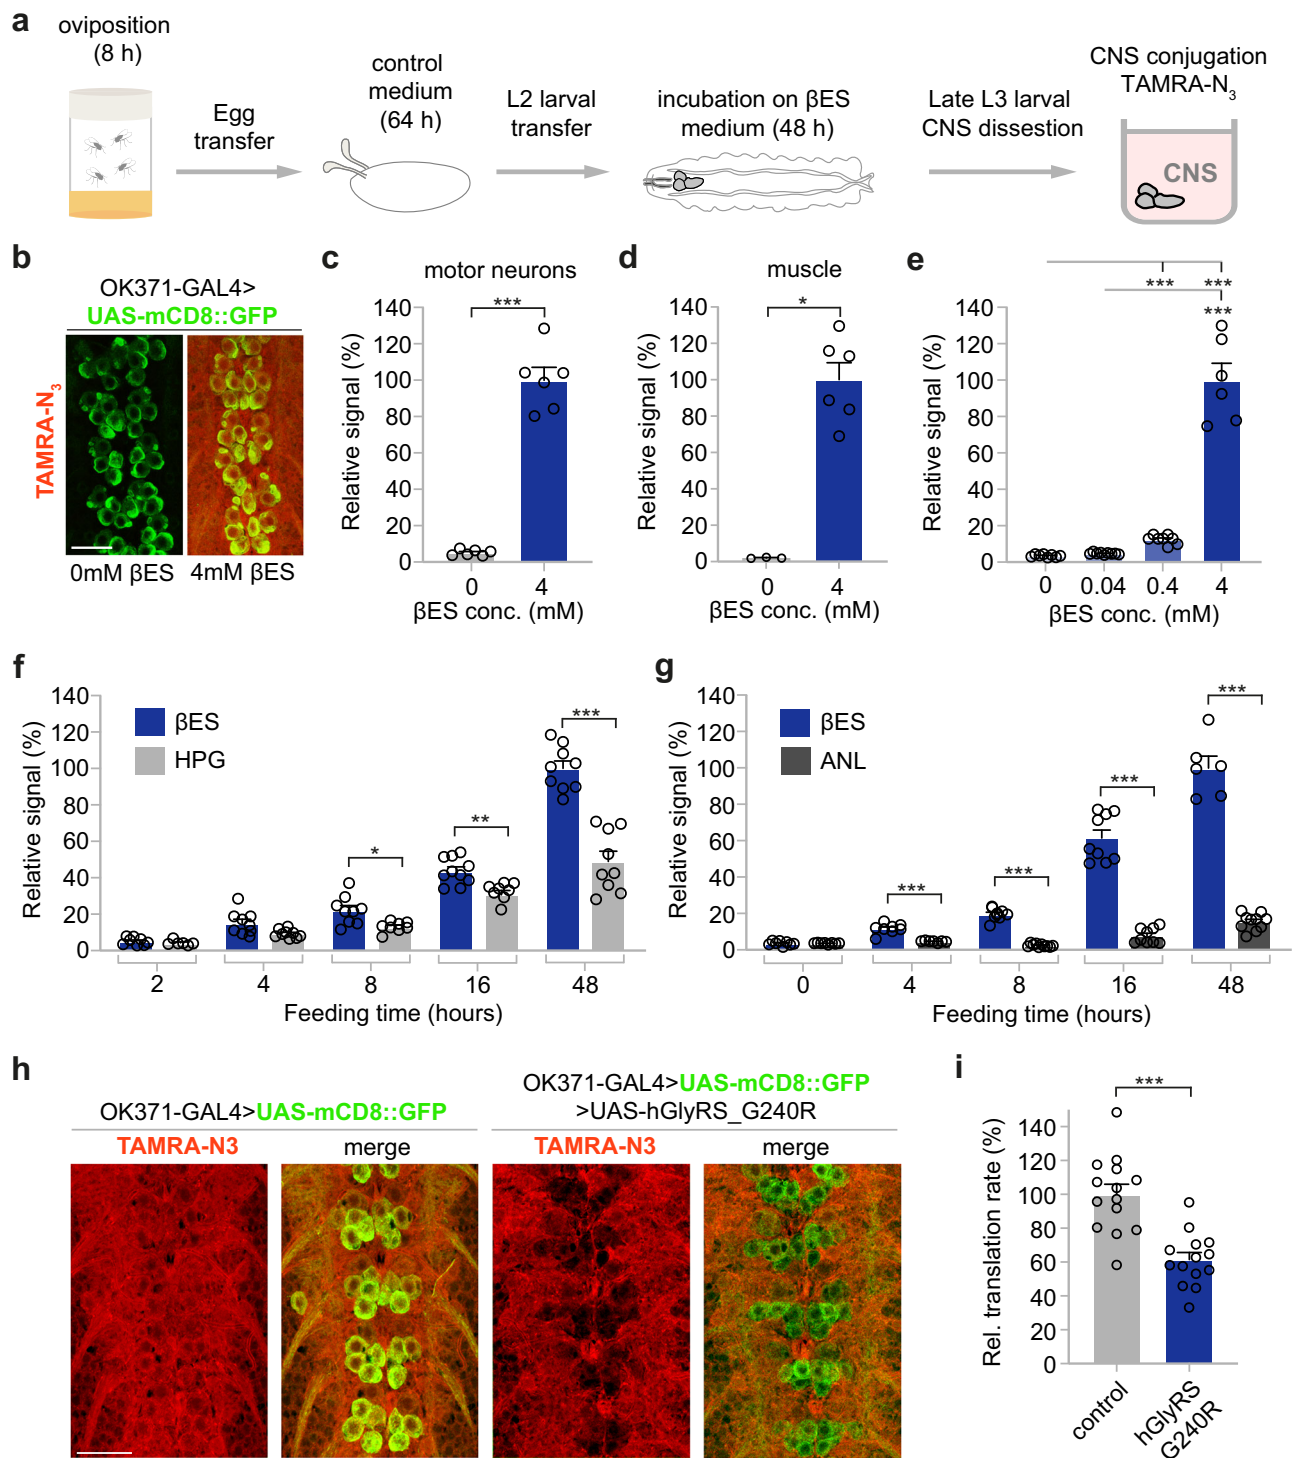 a
oviposition
(8 h)
Egg
transfer
control
medium
(64 h)
L2 larval
transfer
incubation on βES
medium (48 h)
Late L3 larval
CNS dissestion
CNS conjugation
TAMRA-N3
CNS
b
OK371-GAL4>
UAS-mCD8::GFP
TAMRA-N3
0mM βES
4mM βES
c
motor neurons
Relative signal (%)
140
120
100
80
60
40
20
0
***
0
4
βES conc. (mM)
d
muscle
Relative signal (%)
140
120
100
80
60
40
20
0
*
0
4
βES conc. (mM)
e
Relative signal (%)
140
120
100
80
60
40
20
0
*** ***
***
0 0.04 0.4 4
βES conc. (mM)
f
Relative signal (%)
140
120
100
80
60
40
20
0
βES
HPG
*
**
***
2 4 8 16 48
Feeding time (hours)
g
Relative signal (%)
140
120
100
80
60
40
20
0
βES
ANL
***
***
***
***
0 4 8 16 48
Feeding time (hours)
h
OK371-GAL4>UAS-mCD8::GFP
TAMRA-N3
merge
OK371-GAL4>UAS-mCD8::GFP
>UAS-hGlyRS_G240R
TAMRA-N3
merge
i
Rel. translation rate (%)
140
120
100
80
60
40
20
0
***
control
hGlyRS
G240R